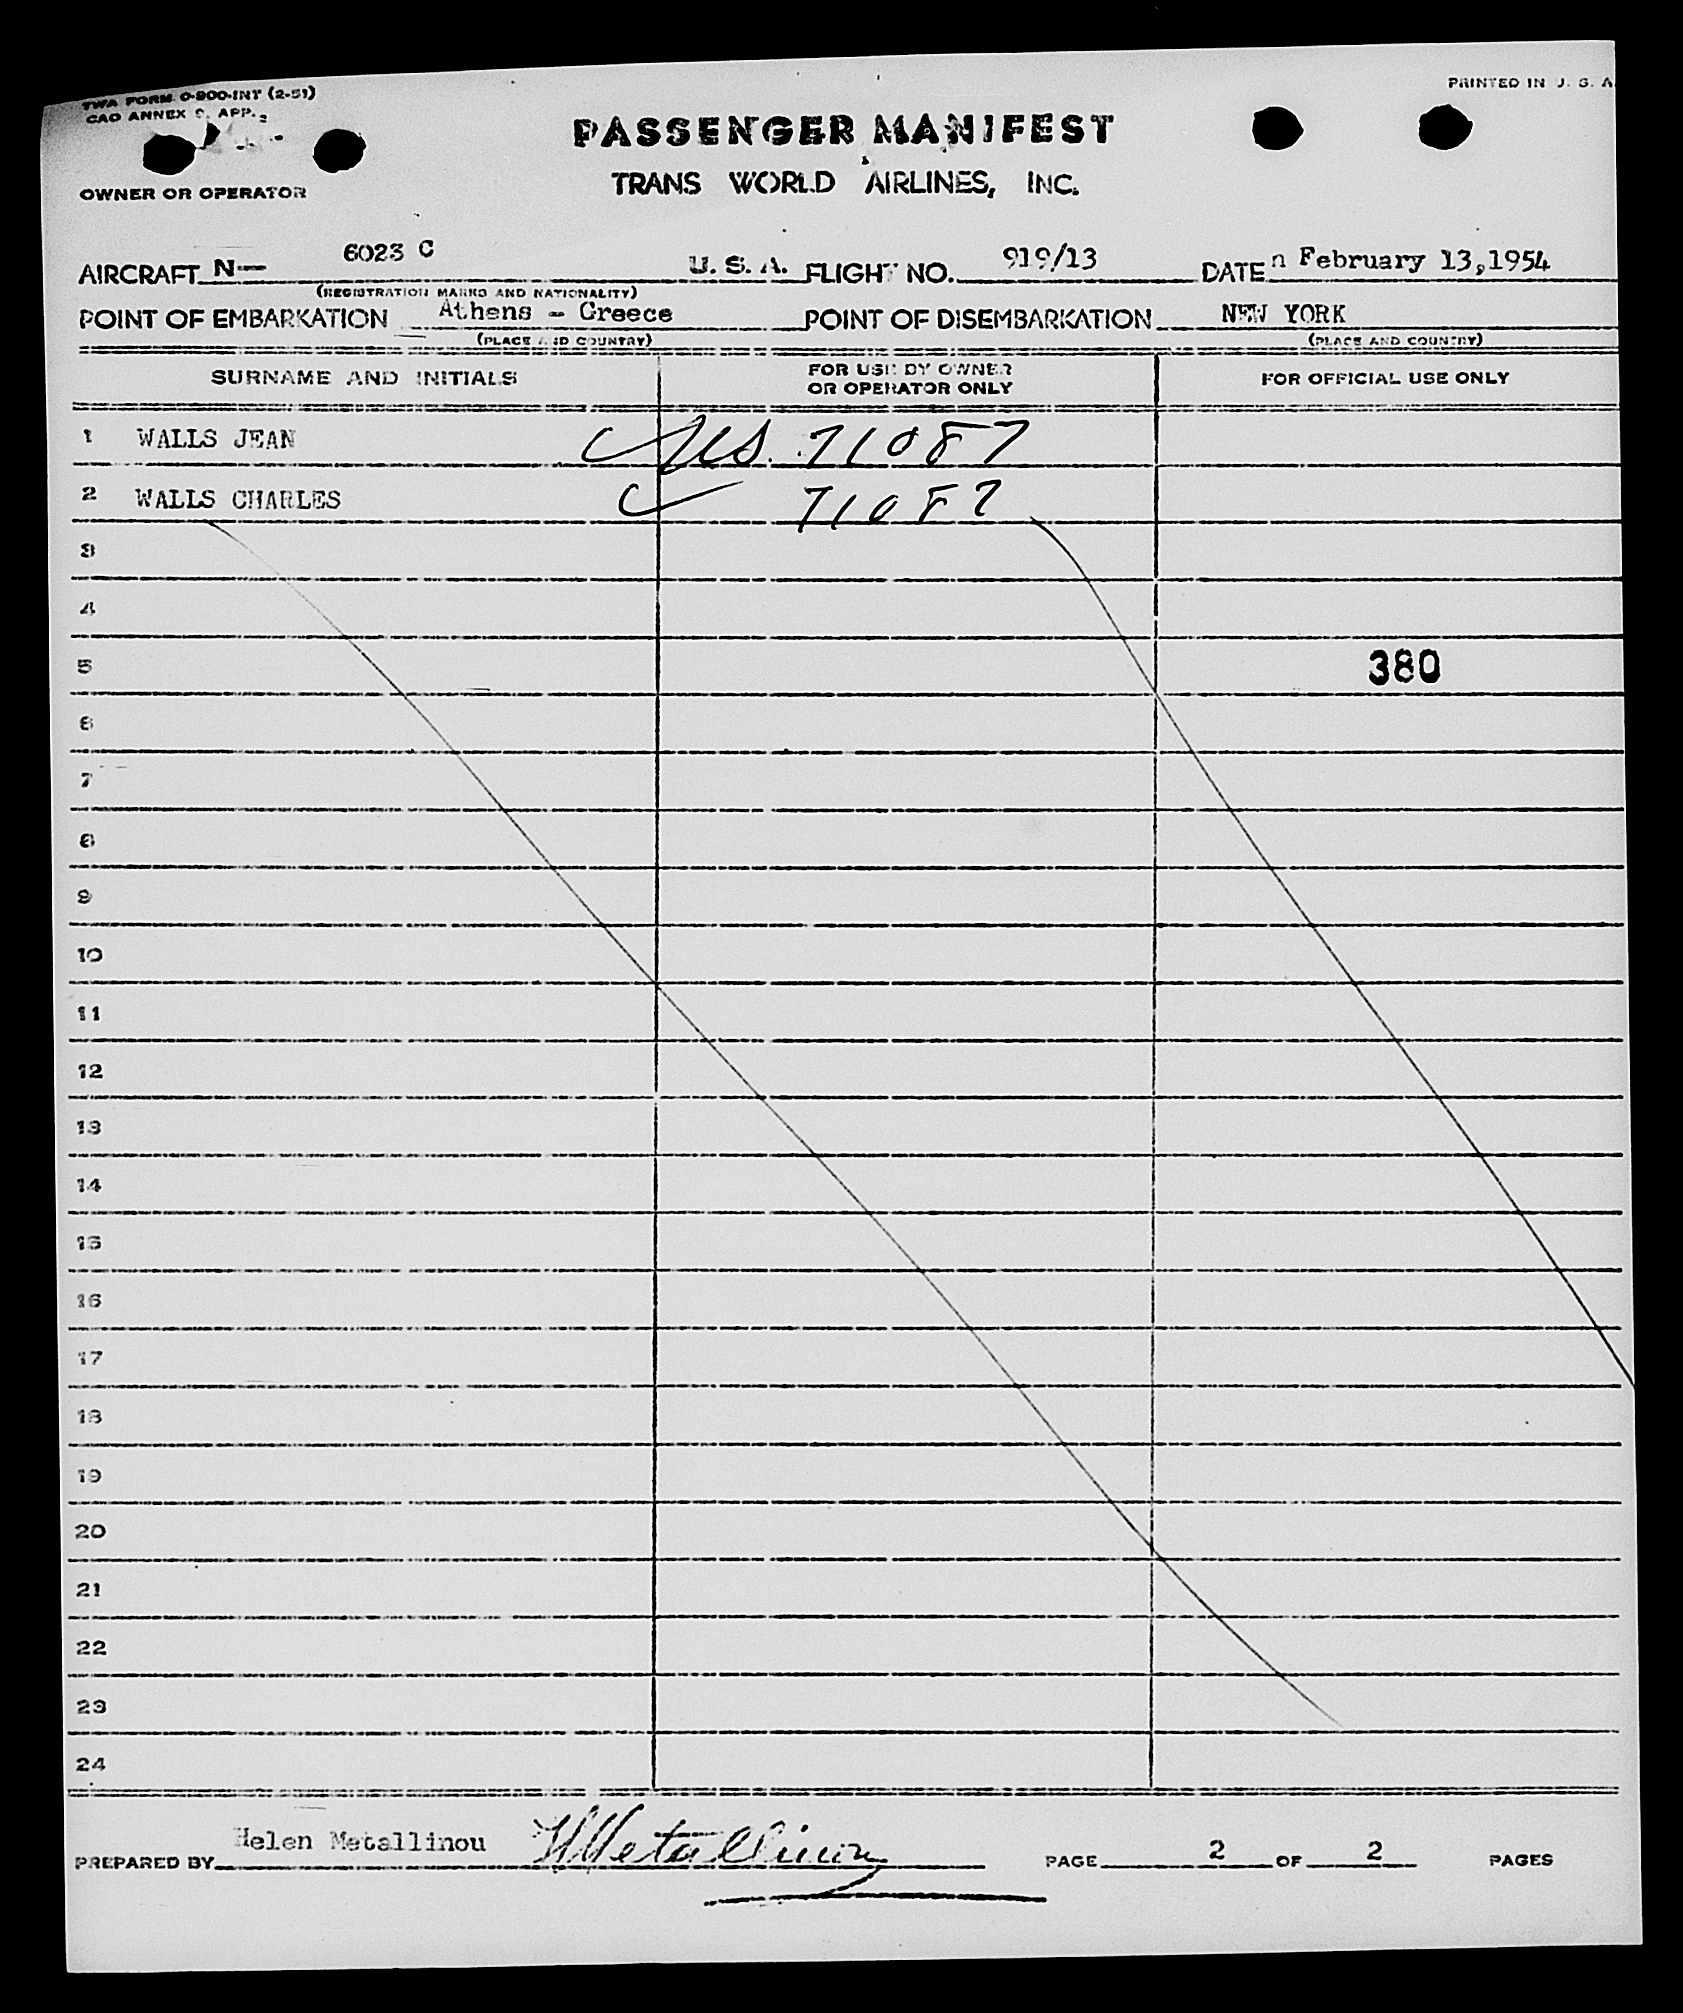 TWA FORM O-800-INT (2-51)
PRINTED IN U. S. A.
CAO ANNEX 9, APP. 2
PASSENGER MANIFEST
OWNER OR OPERATOR
TRANS WORLD AIRLINES, INC.
AIRCRAFT N— 6023 C U. S. A. FLIGHT NO. 919/13 DATE n February 13,1954
(REGISTRATION MARKS AND NATIONALITY)
POINT OF EMBARKATION Athens - Greece POINT OF DISEMBARKATION NEW YORK
(PLACE AND COUNTRY) (PLACE AND COUNTRY)
SURNAME AND INITIALS FOR USE BY OWNER OR OPERATOR ONLY FOR OFFICIAL USE ONLY
1 WALLS JEAN 71087
2 WALLS CHARLES 71087
3
4
5 380
6
7
8
9
10
11
12
13
14
15
16
17
18
19
20
21
22
23
24
PREPARED BY Helen Metallinou HMetallinou PAGE 2 OF 2 PAGES